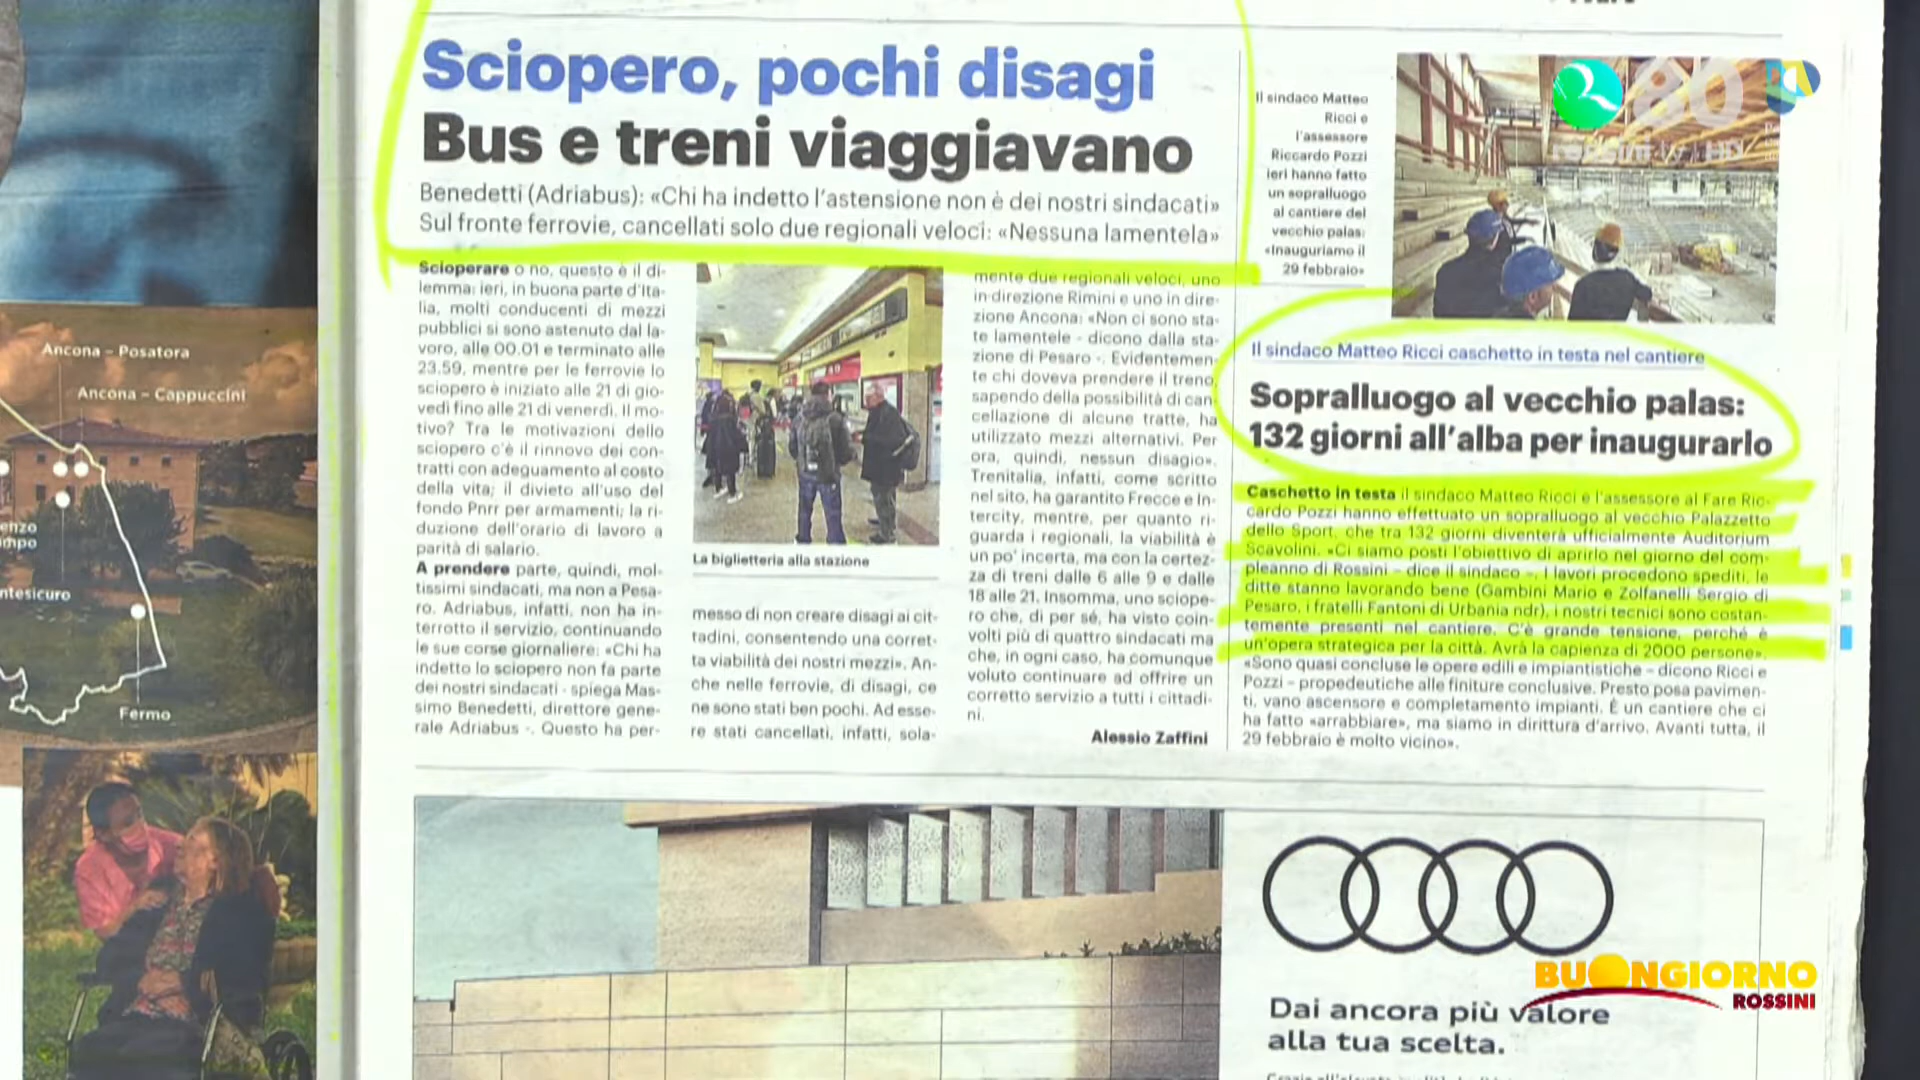 Sciopero, pochi disagi
Bus e treni viaggiavano
Benedetti (Adriabus): «Chi ha indetto l'astensione non è dei nostri sindacati»
Sul fronte ferrovie, cancellati solo due regionali veloci: «Nessuna lamentela»
Scioperare o no, questo è il di-
lemma: ieri, in buona parte d'Ita-
lia, molti conducenti di mezzi
pubblici si sono astenuto dal la-
voro, alle 00.01 e terminato alle
23.59, mentre per le ferrovie lo
sciopero è iniziato alle 21 di gio-
vedì fino alle 21 di venerdì. Il mo-
tivo? Tra le motivazioni dello
sciopero c'è il rinnovo dei con-
tratti con adeguamento al costo
della vita; il divieto all'uso del
fondo Pnrr per armamenti; la ri-
duzione dell'orario di lavoro a
parità di salario.
A prendere parte, quindi, mol-
tissimi sindacati, ma non a Pesa-
ro. Adriabus, infatti, non ha in-
terrotto il servizio, continuando
le sue corse giornaliere: «Chi ha
indetto lo sciopero non fa parte
dei nostri sindacati - spiega Mas-
simo Benedetti, direttore gene-
rale Adriabus -. Questo ha per-
La biglietteria alla stazione
messo di non creare disagi ai cit-
tadini, consentendo una corret-
ta viabilità dei nostri mezzi». An-
che nelle ferrovie, di disagi, ce
ne sono stati ben pochi. Ad esse-
re stati cancellati, infatti, sola-
mente due regionali veloci, uno
in direzione Rimini e uno in dire-
zione Ancona: «Non ci sono sta-
te lamentele - dicono dalla sta-
zione di Pesaro -. Evidentemen-
te chi doveva prendere il treno,
sapendo della possibilità di can-
cellazione di alcune tratte, ha
utilizzato mezzi alternativi. Per
ora, quindi, nessun disagio».
Trenitalia, infatti, come scritto
nel sito, ha garantito Frecce e In-
tercity, mentre, per quanto ri-
guarda i regionali, la viabilità è
un po' incerta, ma con la certez-
za di treni dalle 6 alle 9 e dalle
18 alle 21. Insomma, uno sciope-
ro che, di per sé, ha visto coin-
volti più di quattro sindacati ma
che, in ogni caso, ha comunque
voluto continuare ad offrire un
corretto servizio a tutti i cittadi-
ni.
Alessio Zaffini
Il sindaco Matteo
Ricci e
l'assessore
Riccardo Pozzi
ieri hanno fatto
un sopralluogo
al cantiere del
vecchio palas:
«Inauguriamo il
29 febbraio»
80
rossini tv HD
Il sindaco Matteo Ricci caschetto in testa nel cantiere
Sopralluogo al vecchio palas:
132 giorni all'alba per inaugurarlo
Caschetto in testa il sindaco Matteo Ricci e l'assessore al Fare Ric-
cardo Pozzi hanno effettuato un sopralluogo al vecchio Palazzetto
dello Sport, che tra 132 giorni diventerà ufficialmente Auditorium
Scavolini. «Ci siamo posti l'obiettivo di aprirlo nel giorno del com-
pleanno di Rossini – dice il sindaco –. I lavori procedono spediti, le
ditte stanno lavorando bene (Gambini Mario e Zolfanelli Sergio di
Pesaro, i fratelli Fantoni di Urbania ndr), i nostri tecnici sono costan-
temente presenti nel cantiere. C'è grande tensione, perché è
un'opera strategica per la città. Avrà la capienza di 2000 persone».
«Sono quasi concluse le opere edili e impiantistiche – dicono Ricci e
Pozzi – propedeutiche alle finiture conclusive. Presto posa pavimen-
ti, vano ascensore e completamento impianti. È un cantiere che ci
ha fatto «arrabbiare», ma siamo in dirittura d'arrivo. Avanti tutta, il
29 febbraio è molto vicino».
Ancona – Posatora
Ancona – Cappuccini
ntesicuro
Fermo
Dai ancora più valore
alla tua scelta.
BUONGIORNO
ROSSINI